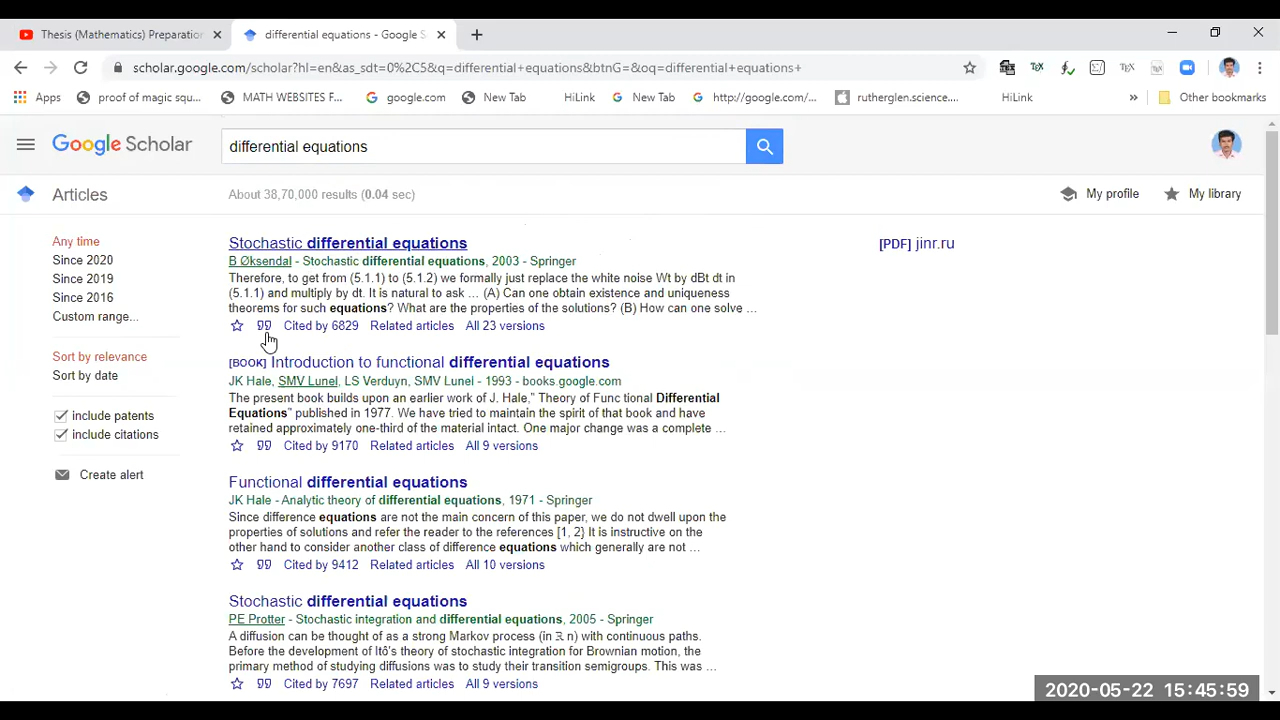 Thesis (Mathematics) Preparation
differential equations - Google S
scholar.google.com/scholar?hl=en&as_sdt=0%2C5&q=differential+equations&btnG=&oq=differential+equations+
Apps
proof of magic squ...
MATH WEBSITES F...
google.com
New Tab
HiLink
New Tab
http://google.com/...
rutherglen.science....
HiLink
»
Other bookmarks
Google Scholar
differential equations
Articles
About 38,70,000 results (0.04 sec)
My profile
My library
Any time
Since 2020
Since 2019
Since 2016
Custom range...
Sort by relevance
Sort by date
include patents
include citations
Create alert
Stochastic differential equations
[PDF] jinr.ru
B Øksendal - Stochastic differential equations, 2003 - Springer
Therefore, to get from (5.1.1) to (5.1.2) we formally just replace the white noise Wt by dBt dt in
(5.1.1) and multiply by dt. It is natural to ask ... (A) Can one obtain existence and uniqueness
theorems for such equations? What are the properties of the solutions? (B) How can one solve ...
Cited by 6829 Related articles All 23 versions
[BOOK] Introduction to functional differential equations
JK Hale, SMV Lunel, LS Verduyn, SMV Lunel - 1993 - books.google.com
The present book builds upon an earlier work of J. Hale," Theory of Func tional Differential
Equations" published in 1977. We have tried to maintain the spirit of that book and have
retained approximately one-third of the material intact. One major change was a complete ...
Cited by 9170 Related articles All 9 versions
Functional differential equations
JK Hale - Analytic theory of differential equations, 1971 - Springer
Since difference equations are not the main concern of this paper, we do not dwell upon the
properties of solutions and refer the reader to the references [1, 2} It is instructive on the
other hand to consider another class of difference equations which generally are not ...
Cited by 9412 Related articles All 10 versions
Stochastic differential equations
PE Protter - Stochastic integration and differential equations, 2005 - Springer
A diffusion can be thought of as a strong Markov process (in ℝ n) with continuous paths.
Before the development of Itô's theory of stochastic integration for Brownian motion, the
primary method of studying diffusions was to study their transition semigroups. This was ...
Cited by 7697 Related articles All 9 versions
2020-05-22 15:45:59